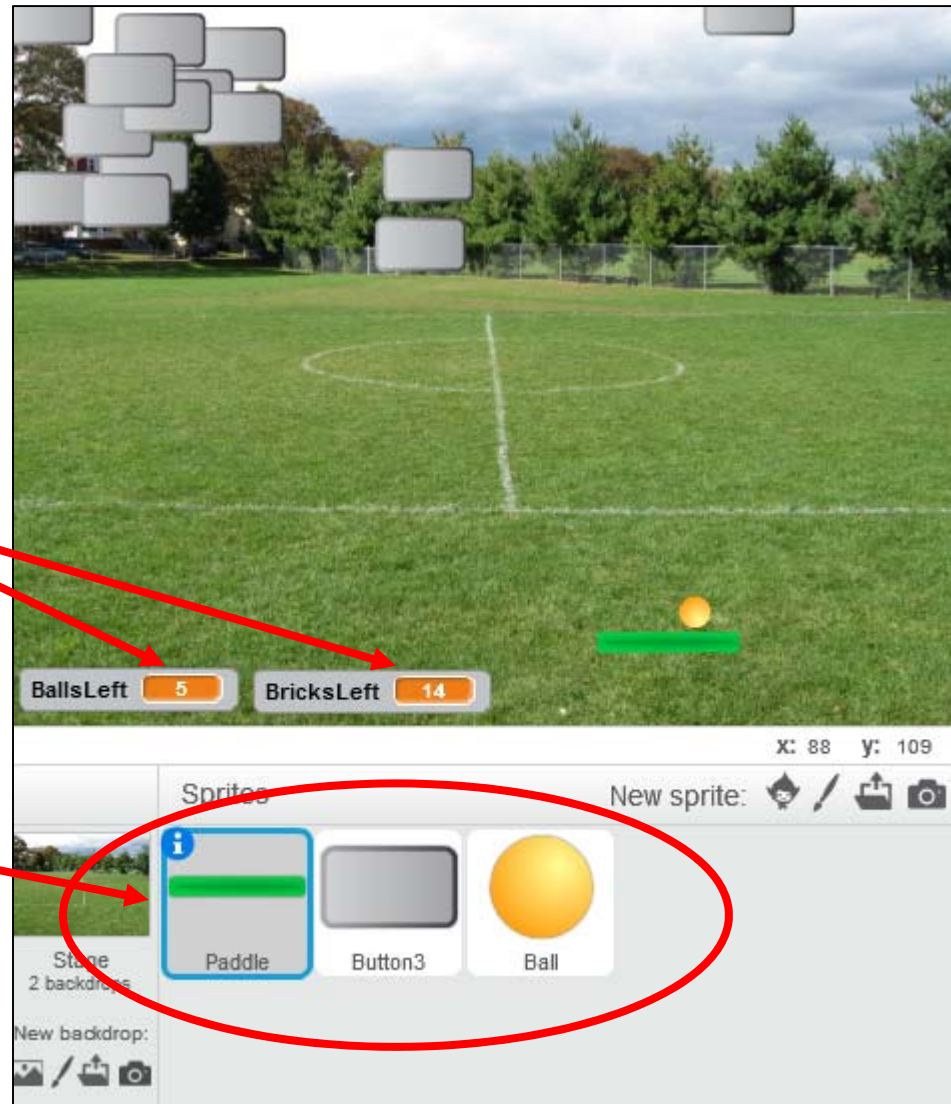 BallsLeft 5 BricksLeft 14
x: 88 y: 109
Sprites New sprite:
i
Paddle Button3 Ball
Stage
2 backdrops
New backdrop: